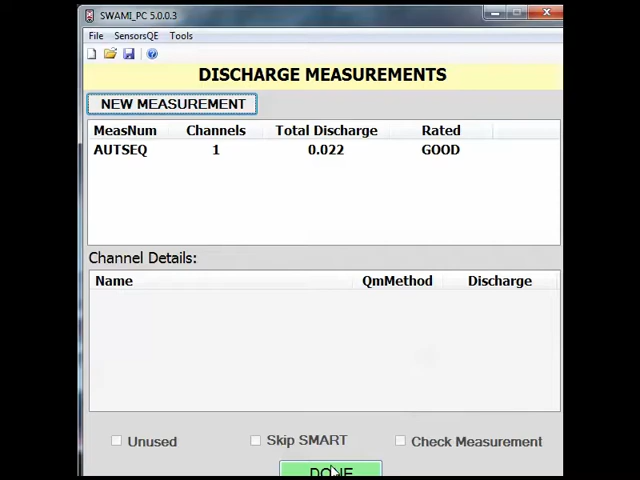 SWAMI_PC 5.0.0.3
File SensorsQE Tools
DISCHARGE MEASUREMENTS
NEW MEASUREMENT
MeasNum Channels Total Discharge Rated
AUTSEQ 1 0.022 GOOD
Channel Details:
Name QmMethod Discharge
Unused Skip SMART Check Measurement
DONE